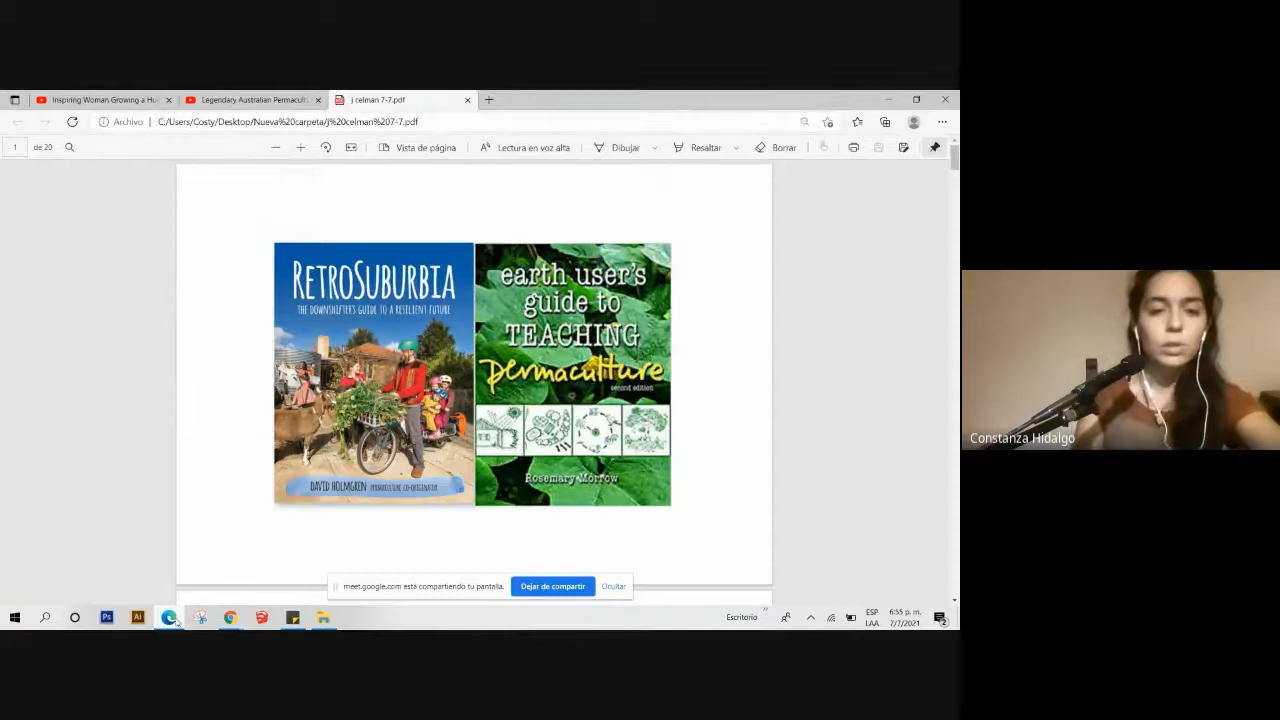 Inspiring Woman Growing a Hu
Legendary Australian Permacult
j celman 7-7.pdf
Archivo
C:/Users/Costy/Desktop/Nueva%20carpeta/j%20celman%207-7.pdf
1
de 20
Vista de página
Lectura en voz alta
Dibujar
Resaltar
Borrar
RETROSUBURBIA
THE DOWNSHIFTER'S GUIDE TO A RESILIENT FUTURE
DAVID HOLMGREN PERMACULTURE CO-ORIGINATOR
earth user's
guide to
TEACHING
permaculture
second edition
Rosemary Morrow
Constanza Hidalgo
meet.google.com está compartiendo tu pantalla.
Dejar de compartir
Ocultar
Ps
Ai
Escritorio
ESP
LAA
6:55 p. m.
7/7/2021
2